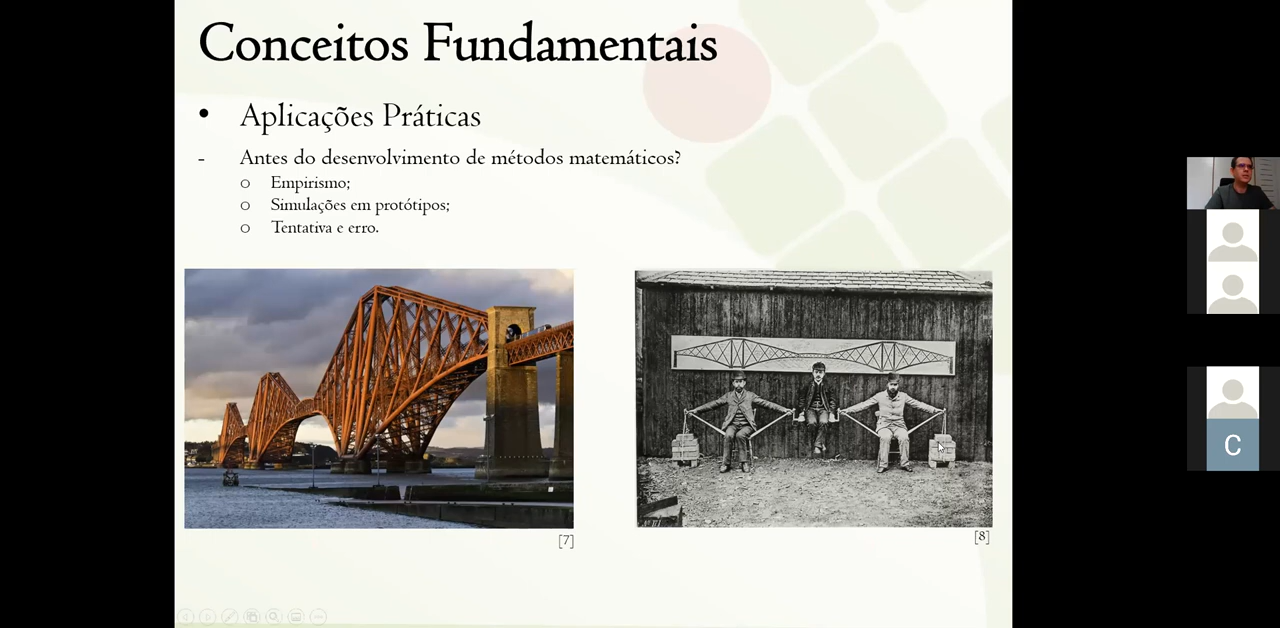 Conceitos Fundamentais
• Aplicações Práticas
- Antes do desenvolvimento de métodos matemáticos?
o Empirismo;
o Simulações em protótipos;
o Tentativa e erro.
[7]
[8]
C